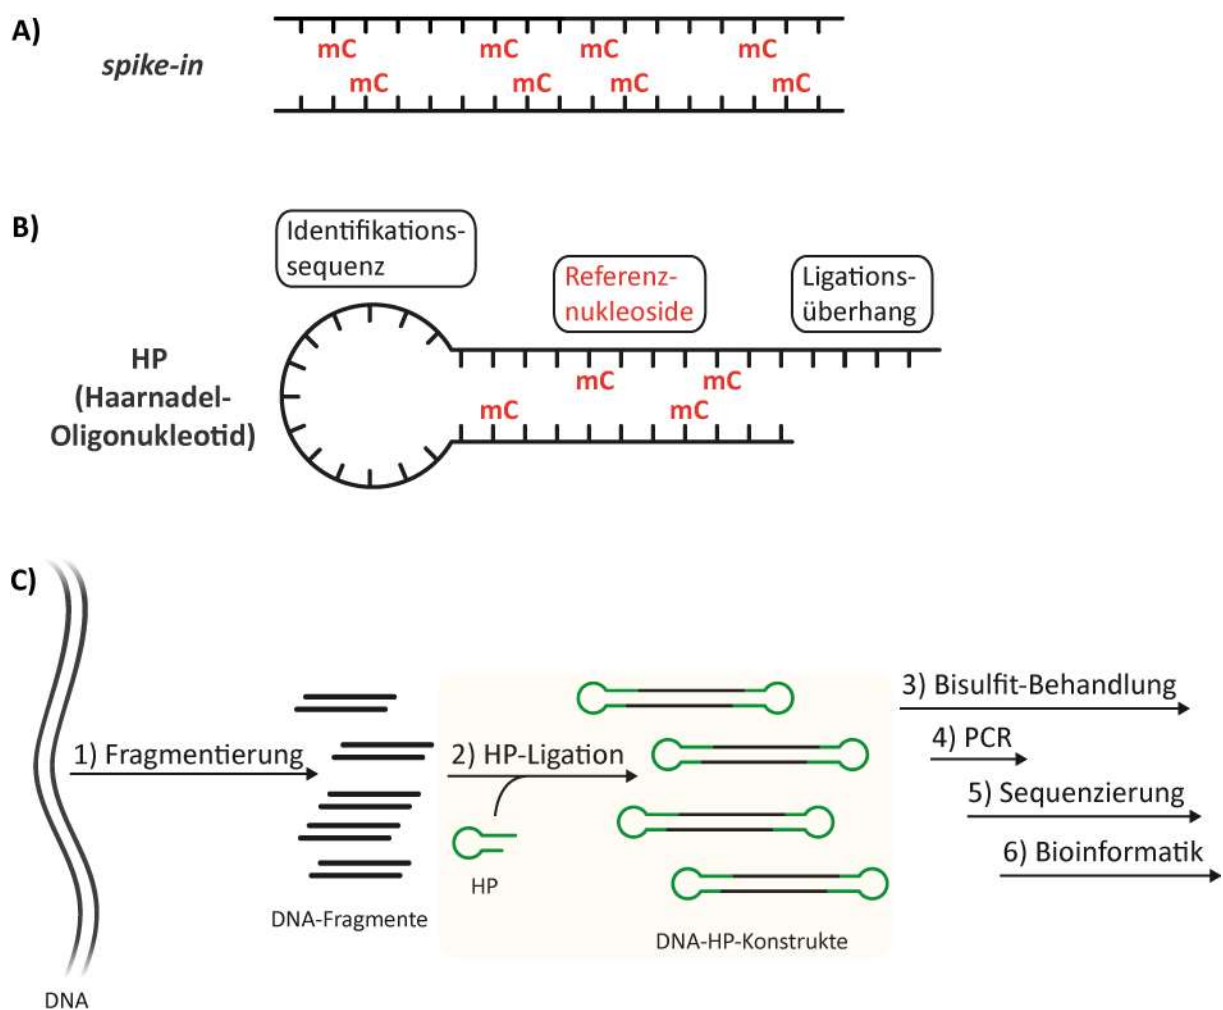 A)
spike-in
mC mC mC mC
mC mC mC mC
B)
Identifikations-
sequenz
Referenz-
nukleoside
Ligations-
überhang
HP
(Haarnadel-
Oligonukleotid)
mC mC
mC mC
C)
1) Fragmentierung
2) HP-Ligation
3) Bisulfit-Behandlung
4) PCR
5) Sequenzierung
6) Bioinformatik
HP
DNA-Fragmente
DNA-HP-Konstrukte
DNA